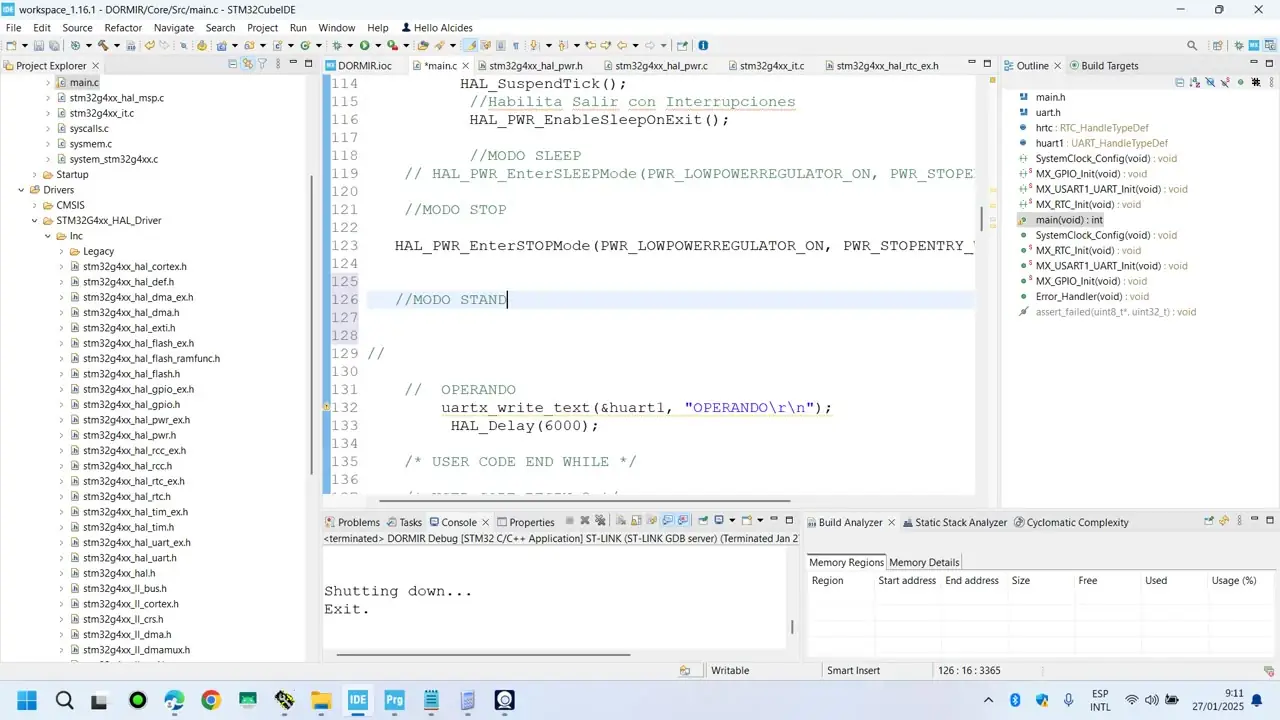 workspace_1.16.1 - DORMIR/Core/Src/main.c - STM32CubeIDE
File Edit Source Refactor Navigate Search Project Run Window Help Hello Alcides
Project Explorer
main.c
stm32g4xx_hal_msp.c
stm32g4xx_it.c
syscalls.c
sysmem.c
system_stm32g4xx.c
Startup
Drivers
CMSIS
STM32G4xx_HAL_Driver
Inc
Legacy
stm32g4xx_hal_cortex.h
stm32g4xx_hal_def.h
stm32g4xx_hal_dma_ex.h
stm32g4xx_hal_dma.h
stm32g4xx_hal_exti.h
stm32g4xx_hal_flash_ex.h
stm32g4xx_hal_flash_ramfunc.h
stm32g4xx_hal_flash.h
stm32g4xx_hal_gpio_ex.h
stm32g4xx_hal_gpio.h
stm32g4xx_hal_pwr_ex.h
stm32g4xx_hal_pwr.h
stm32g4xx_hal_rcc_ex.h
stm32g4xx_hal_rcc.h
stm32g4xx_hal_rtc_ex.h
stm32g4xx_hal_rtc.h
stm32g4xx_hal_tim_ex.h
stm32g4xx_hal_tim.h
stm32g4xx_hal_uart_ex.h
stm32g4xx_hal_uart.h
stm32g4xx_hal.h
stm32g4xx_ll_bus.h
stm32g4xx_ll_cortex.h
stm32g4xx_ll_crs.h
stm32g4xx_ll_dma.h
stm32g4xx_ll_dmamux.h
DORMIR.ioc *main.c stm32g4xx_hal_pwr.h stm32g4xx_hal_pwr.c stm32g4xx_it.c stm32g4xx_hal_rtc_ex.h
114 HAL_SuspendTick();
115 //Habilita Salir con Interrupciones
116 HAL_PWR_EnableSleepOnExit();
117
118 //MODO SLEEP
119 // HAL_PWR_EnterSLEEPMode(PWR_LOWPOWERREGULATOR_ON, PWR_STOPE
120
121 //MODO STOP
122
123 HAL_PWR_EnterSTOPMode(PWR_LOWPOWERREGULATOR_ON, PWR_STOPENTRY_
124
125
126 //MODO STAND
127
128
129 //
130
131 // OPERANDO
132 uartx_write_text(&huart1, "OPERANDO\r\n");
133 HAL_Delay(6000);
134
135 /* USER CODE END WHILE */
136
Outline Build Targets
main.h
uart.h
hrtc : RTC_HandleTypeDef
huart1 : UART_HandleTypeDef
SystemClock_Config(void) : void
MX_GPIO_Init(void) : void
MX_USART1_UART_Init(void) : void
MX_RTC_Init(void) : void
main(void) : int
SystemClock_Config(void) : void
MX_RTC_Init(void) : void
MX_USART1_UART_Init(void) : void
MX_GPIO_Init(void) : void
Error_Handler(void) : void
assert_failed(uint8_t*, uint32_t) : void
Problems Tasks Console Properties
<terminated> DORMIR Debug [STM32 C/C++ Application] ST-LINK (ST-LINK GDB server) (Terminated Jan 2
Shutting down...
Exit.
Build Analyzer Static Stack Analyzer Cyclomatic Complexity
Memory Regions Memory Details
Region Start address End address Size Free Used Usage (%)
Writable Smart Insert 126 : 16 : 3365
IDE Prg
ESP
INTL
9:11
27/01/2025